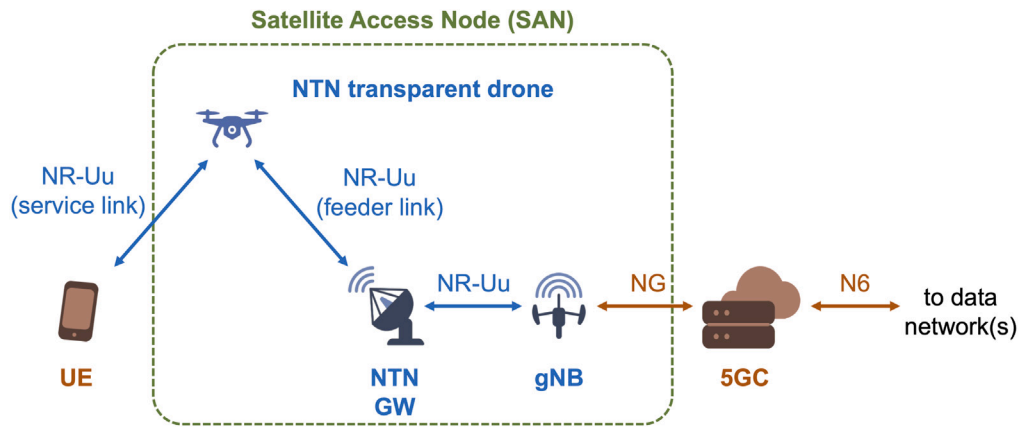 Satellite Access Node (SAN)
NTN transparent drone
NR-Uu
(service link)
NR-Uu
(feeder link)
NR-Uu
NG
N6
to data
network(s)
UE
NTN
GW
gNB
5GC